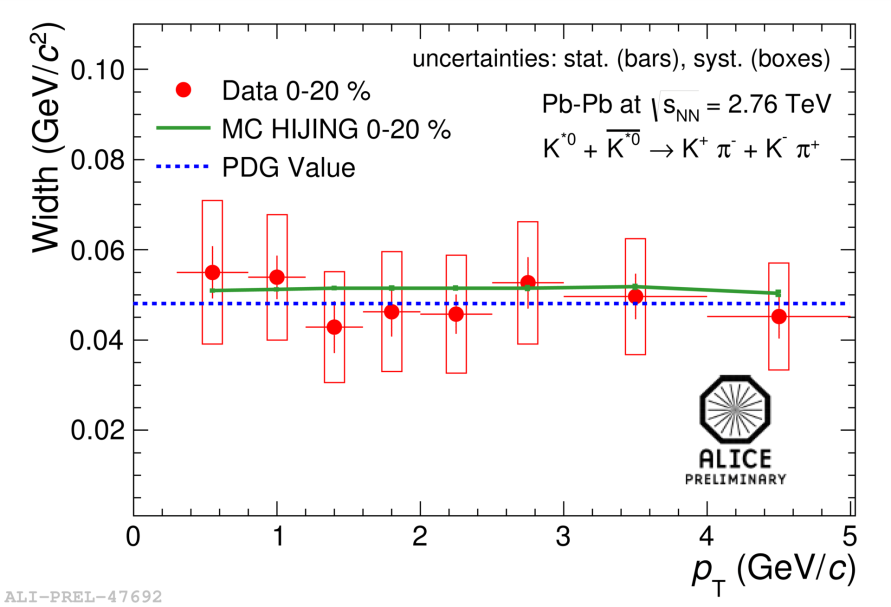 Width (GeV/c²)
0.10
0.08
0.06
0.04
0.02
uncertainties: stat. (bars), syst. (boxes)
Data 0-20 %
MC HIJING 0-20 %
PDG Value
Pb-Pb at √s_NN = 2.76 TeV
K*⁰ + K̅*̅⁰̅ → K⁺ π⁻ + K⁻ π⁺
ALICE
PRELIMINARY
0 1 2 3 4 5
p_T (GeV/c)
ALI-PREL-47692